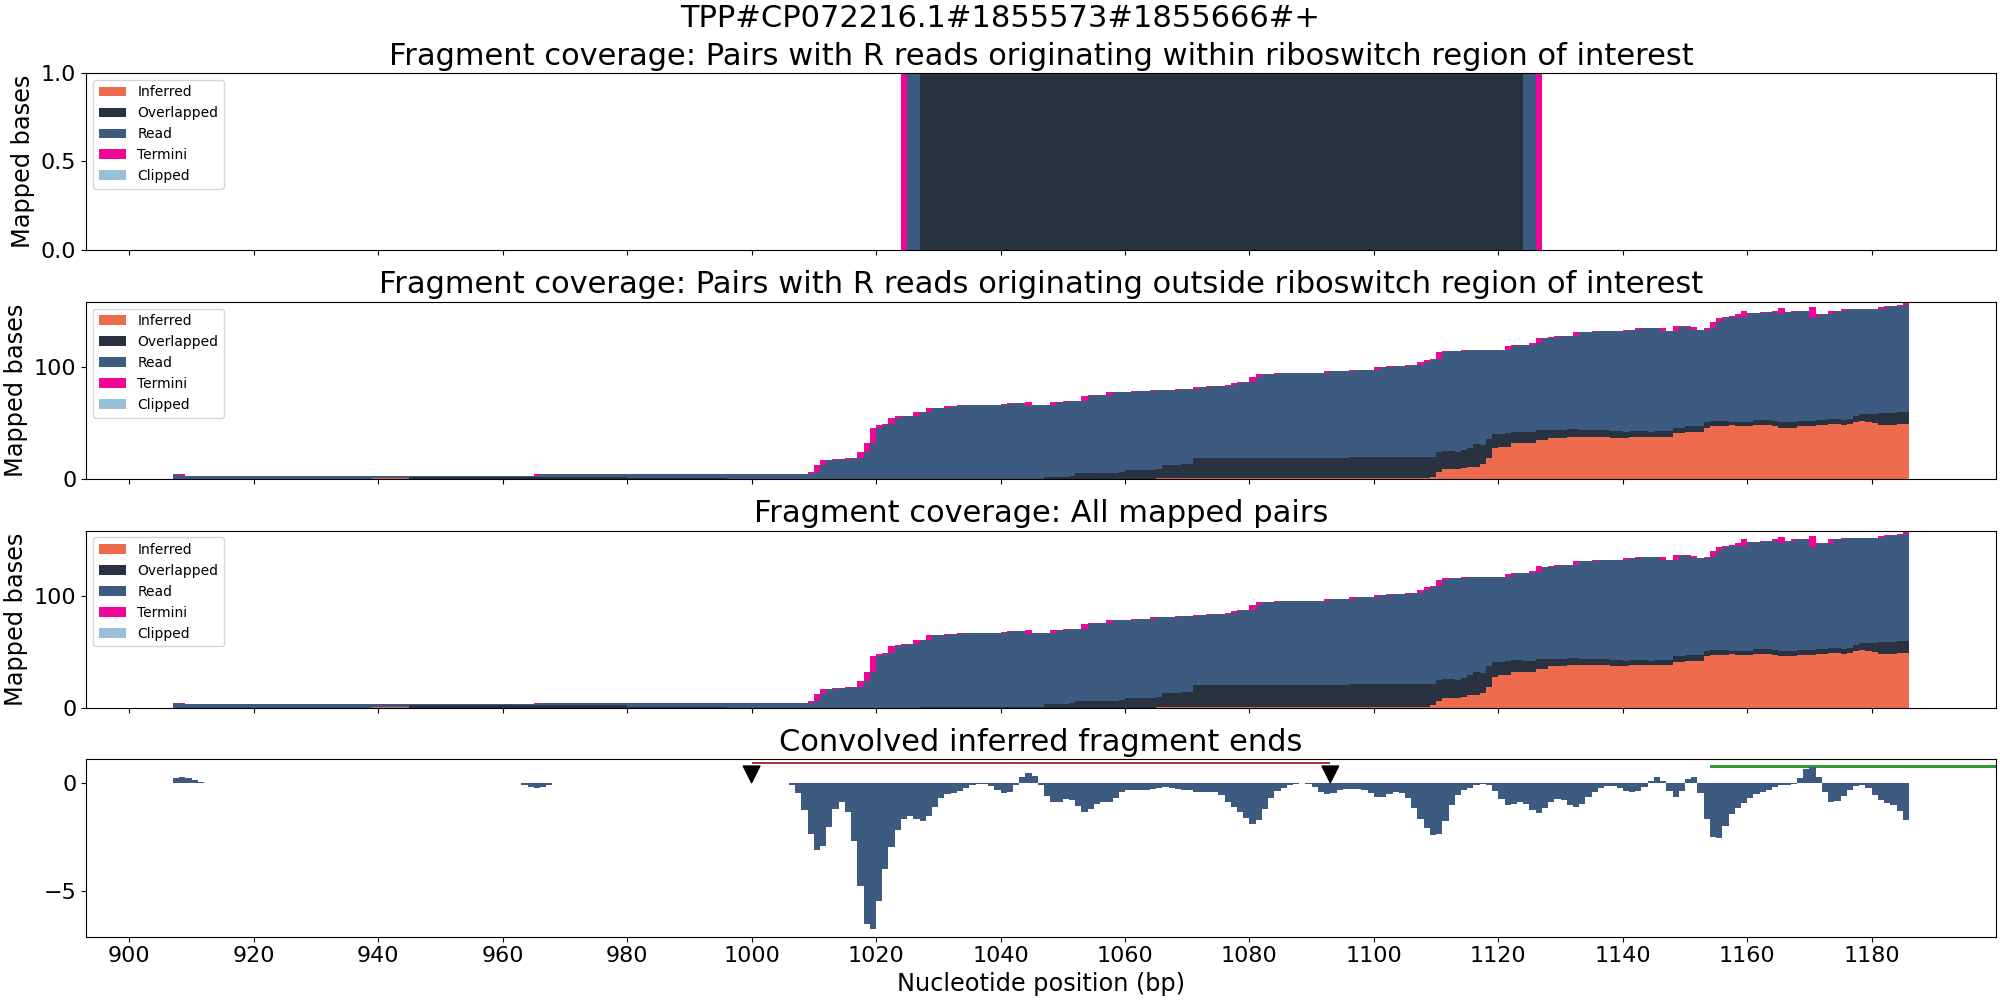 TPP#CP072216.1#1855573#1855666#+
Fragment coverage: Pairs with R reads originating within riboswitch region of interest
Mapped bases
1.0
0.5
0.0
Inferred
Overlapped
Read
Termini
Clipped
Fragment coverage: Pairs with R reads originating outside riboswitch region of interest
Mapped bases
100
0
Inferred
Overlapped
Read
Termini
Clipped
Fragment coverage: All mapped pairs
Mapped bases
100
0
Inferred
Overlapped
Read
Termini
Clipped
Convolved inferred fragment ends
0
−5
900 920 940 960 980 1000 1020 1040 1060 1080 1100 1120 1140 1160 1180
Nucleotide position (bp)